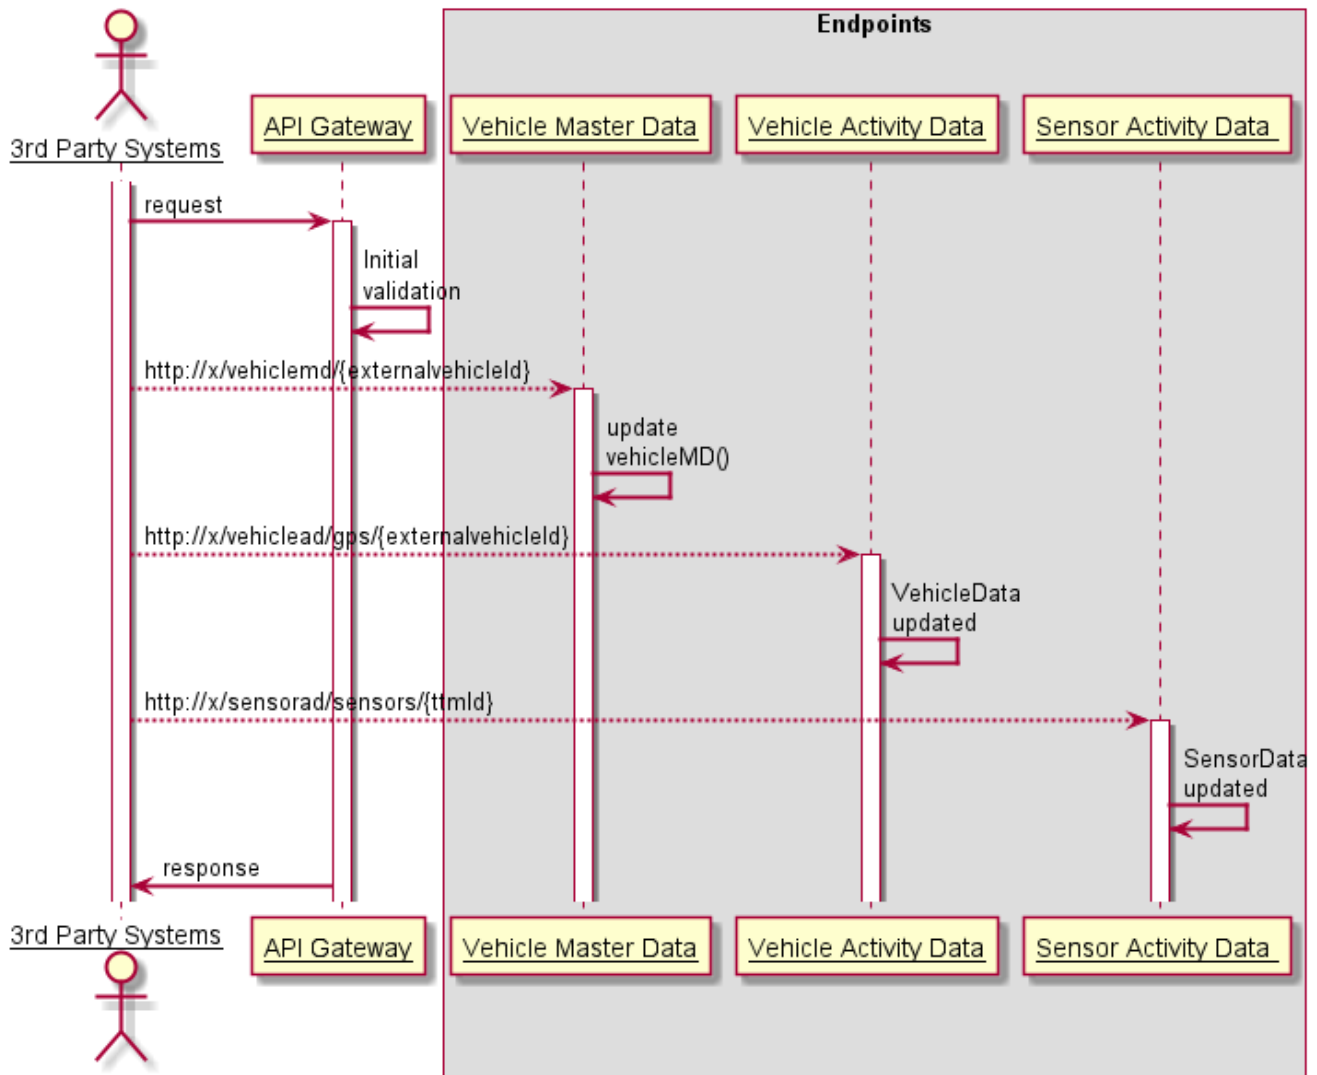 Endpoints
3rd Party Systems
API Gateway
Vehicle Master Data
Vehicle Activity Data
Sensor Activity Data
request
Initial
validation
http://x/vehiclemd/{externalvehicleId}
update
vehicleMD()
http://x/vehiclead/gps/{externalvehicleId}
VehicleData
updated
http://x/sensorad/sensors/{ttmId}
SensorData
updated
response
3rd Party Systems
API Gateway
Vehicle Master Data
Vehicle Activity Data
Sensor Activity Data